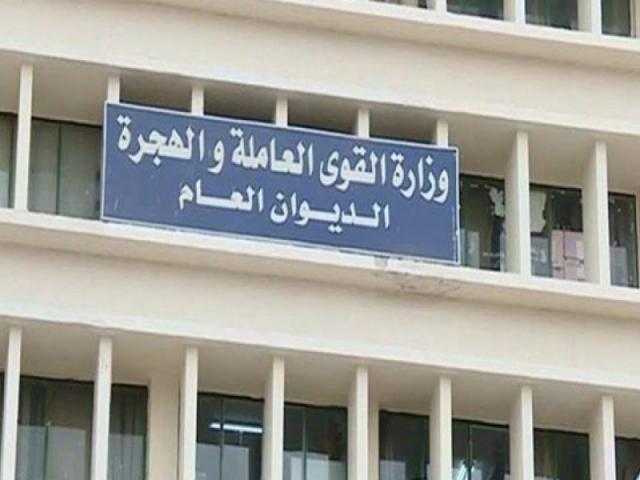 وزارة القوى العاملة و الهجرة
الديوان العام